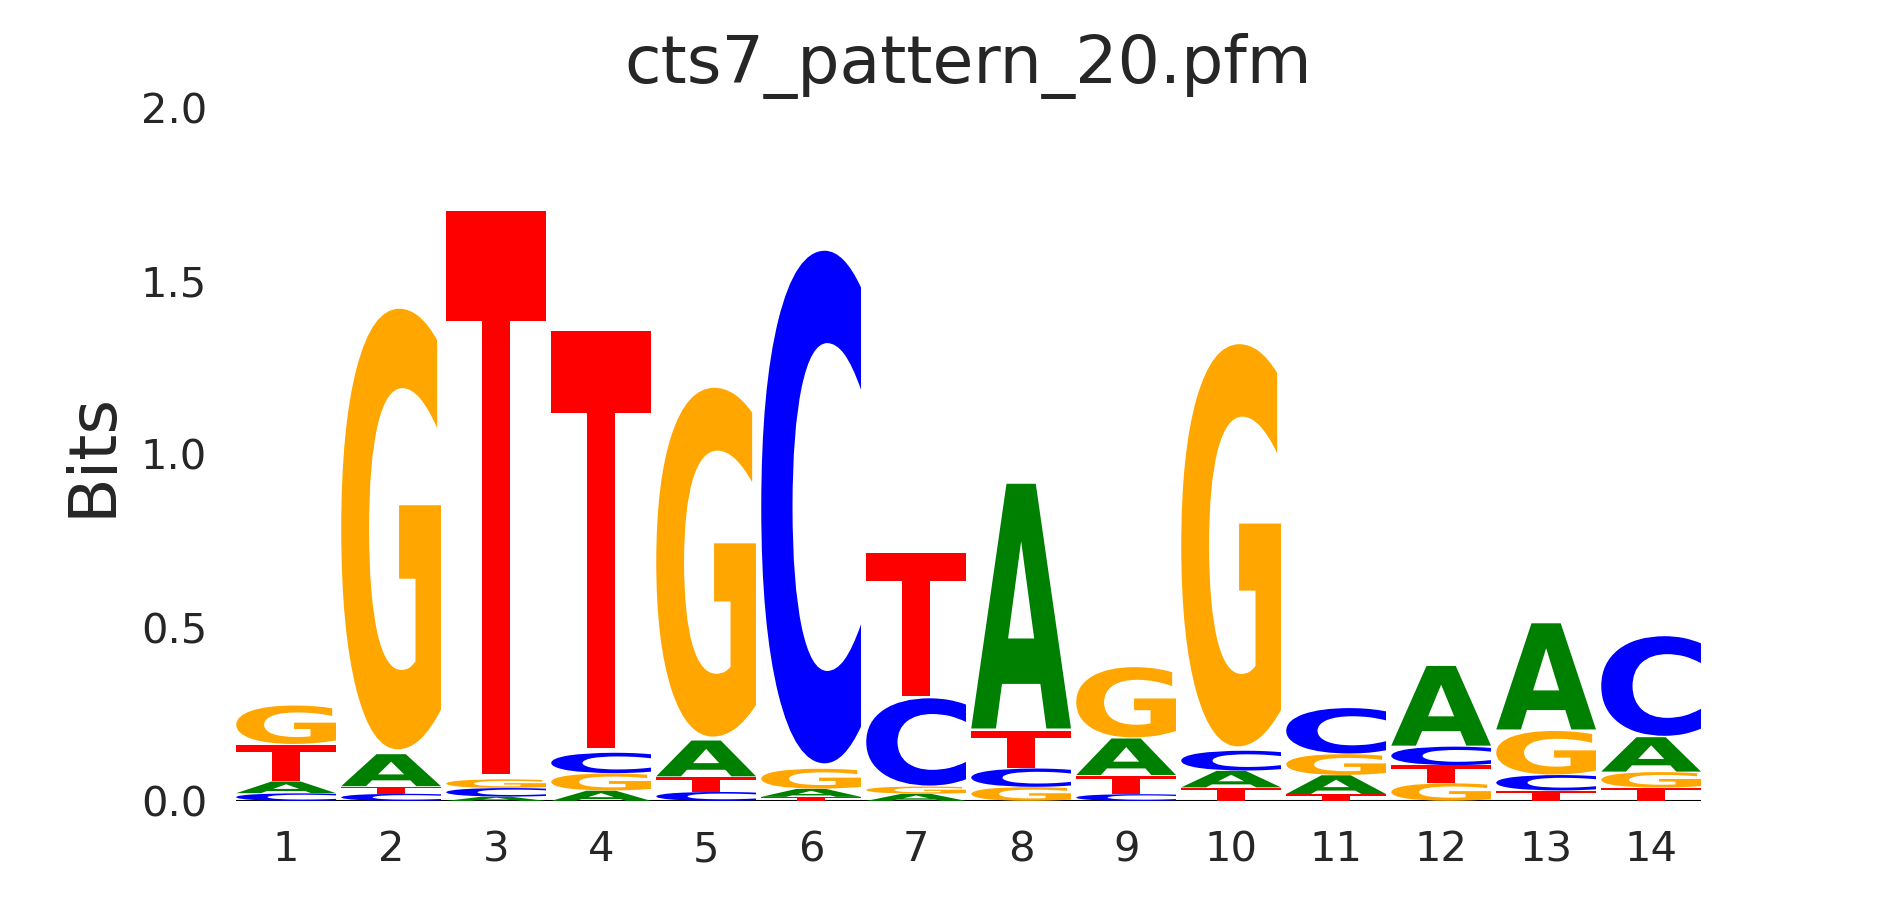 cts7_pattern_20.pfm
2.0
1.5
1.0
0.5
0.0
Bits
G G T T G C T A G G C A A C
T A G C A G C T A C G C G A
A T C G T A G C T A A T C G
C C A A C T A G C T T G T T
1 2 3 4 5 6 7 8 9 10 11 12 13 14